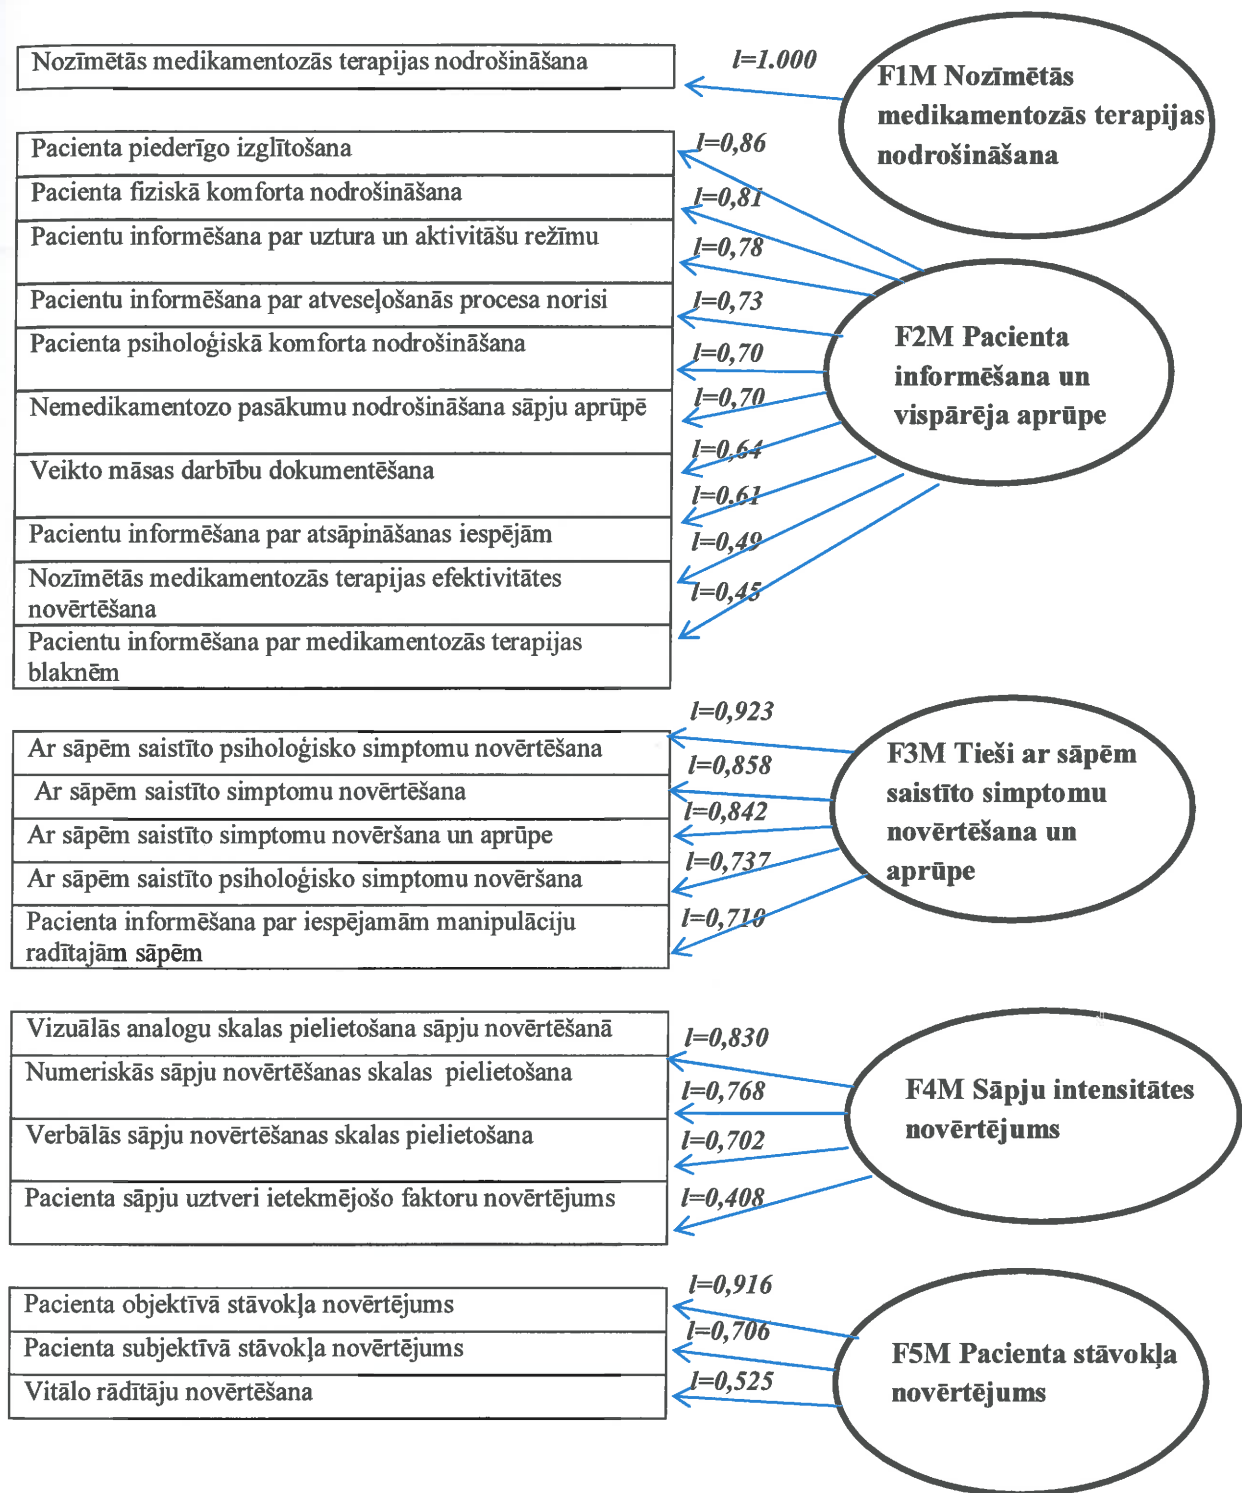 Nozīmētās medikamentozās terapijas nodrošināšana
l=1.000
F1M Nozīmētās
medikamentozās terapijas
nodrošināšana
Pacienta piederīgo izglītošana
l=0,86
Pacienta fiziskā komforta nodrošināšana
l=0,81
Pacientu informēšana par uztura un aktivitāšu režīmu
l=0,78
Pacientu informēšana par atveseļošanās procesa norisi
l=0,73
Pacienta psiholoģiskā komforta nodrošināšana
l=0,70
Nemedikamentozo pasākumu nodrošināšana sāpju aprūpē
l=0,70
Veikto māsas darbību dokumentēšana
l=0,64
Pacientu informēšana par atsāpināšanas iespējām
l=0.61
Nozīmētās medikamentozās terapijas efektivitātes
novērtēšana
l=0,49
Pacientu informēšana par medikamentozās terapijas
blaknēm
l=0,45
F2M Pacienta
informēšana un
vispārēja aprūpe
Ar sāpēm saistīto psiholoģisko simptomu novērtēšana
l=0,923
Ar sāpēm saistīto simptomu novērtēšana
l=0,858
Ar sāpēm saistīto simptomu novēršana un aprūpe
l=0,842
Ar sāpēm saistīto psiholoģisko simptomu novēršana
l=0,737
Pacienta informēšana par iespējamām manipulāciju
radītajām sāpēm
l=0,710
F3M Tieši ar sāpēm
saistīto simptomu
novērtēšana un
aprūpe
Vizuālās analogu skalas pielietošana sāpju novērtēšanā
l=0,830
Numeriskās sāpju novērtēšanas skalas pielietošana
l=0,768
Verbālās sāpju novērtēšanas skalas pielietošana
l=0,702
Pacienta sāpju uztveri ietekmējošo faktoru novērtējums
l=0,408
F4M Sāpju intensitātes
novērtējums
Pacienta objektīvā stāvokļa novērtējums
l=0,916
Pacienta subjektīvā stāvokļa novērtējums
l=0,706
Vitālo rādītāju novērtēšana
l=0,525
F5M Pacienta stāvokļa
novērtējums